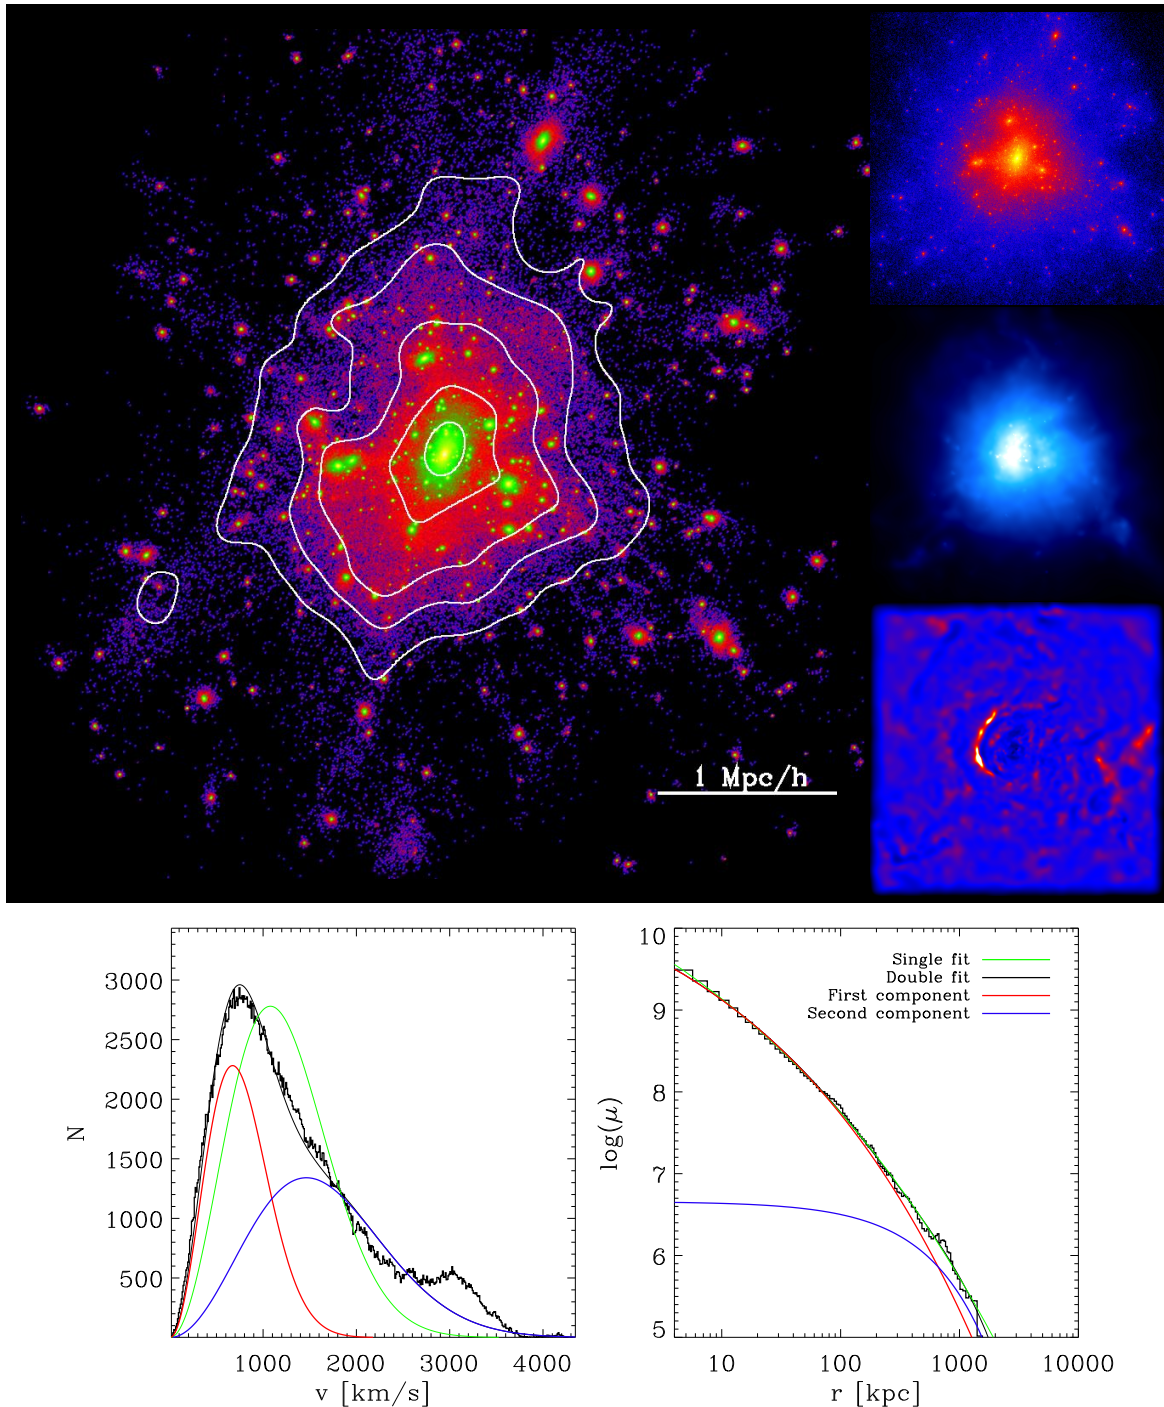 1 Mpc/h
3000
2500
2000
1500
1000
500
N
1000 2000 3000 4000
v [km/s]
10
9
8
7
6
5
log(μ)
Single fit
Double fit
First component
Second component
10 100 1000 10000
r [kpc]